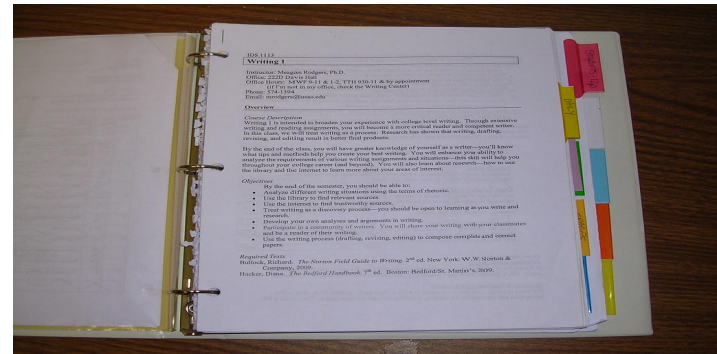 IDS 1113
Writing 1
Instructor: Meagan Rodgers, Ph.D.
Office: 222D Davis Hall
Office Hours: MWF 9-11 & 1-2, TTH 930-11 & by appointment
(If I'm not in my office, check the Writing Center)
Phone: 574-1394
Email: mrodgers@usao.edu
Overview
Course Description
Writing 1 is intended to broaden your experience with college level writing. Through extensive
writing and reading assignments, you will become a more critical reader and competent writer.
In this class, we will treat writing as a process. Research has shown that writing, drafting,
revising, and editing result in better final products.
By the end of the class, you will have greater knowledge of yourself as a writer—you'll know
what tips and methods help you create your best writing. You will enhance your ability to
analyze the requirements of various writing assignments and situations—this skill will help you
throughout your college career (and beyond). You will also learn about research—how to use
the library and the internet to learn more about your areas of interest.
Objectives
By the end of the semester, you should be able to:
• Analyze different writing situations using the terms of rhetoric.
• Use the library to find relevant sources.
• Use the internet to find trustworthy sources.
• Treat writing as a discovery process—you should be open to learning as you write and
research.
• Develop your own analyses and arguments in writing.
• Participate in a community of writers. You will share your writing with your classmates
and be a reader of their writing.
• Use the writing process (drafting, revising, editing) to compose complete and correct
papers.
Required Texts
Bullock, Richard. The Norton Field Guide to Writing. 2nd ed. New York: W.W. Norton &
Company, 2009.
Hacker, Diana. The Bedford Handbook. 7th ed. Boston: Bedford/St. Martin's, 2009.